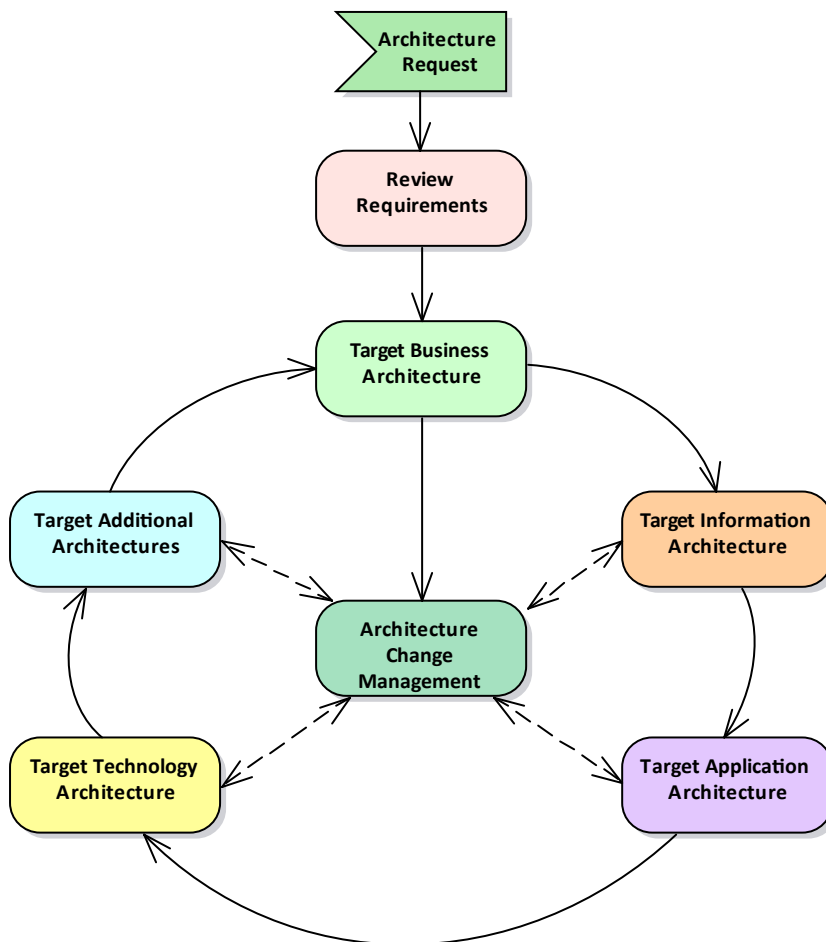 Architecture
Request
Review
Requirements
Target Business
Architecture
Target Additional
Architectures
Target Information
Architecture
Architecture
Change
Management
Target Technology
Architecture
Target Application
Architecture